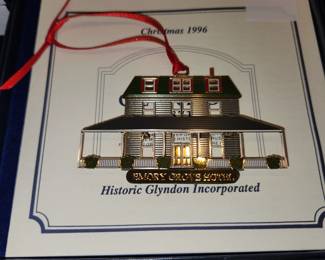 Christmas 1996
EMORY GROVE HOTEL
Historic Glyndon Incorporated